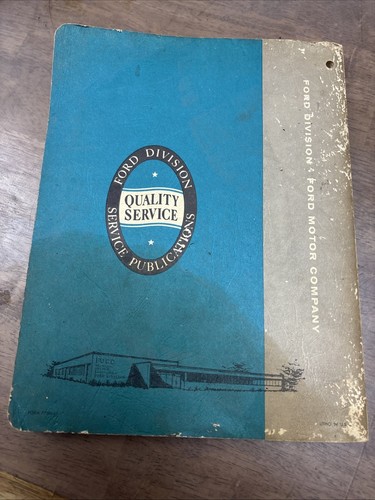 FORD DIVISION
QUALITY
SERVICE
SERVICE PUBLICATIONS
FORD DIVISION FORD MOTOR COMPANY